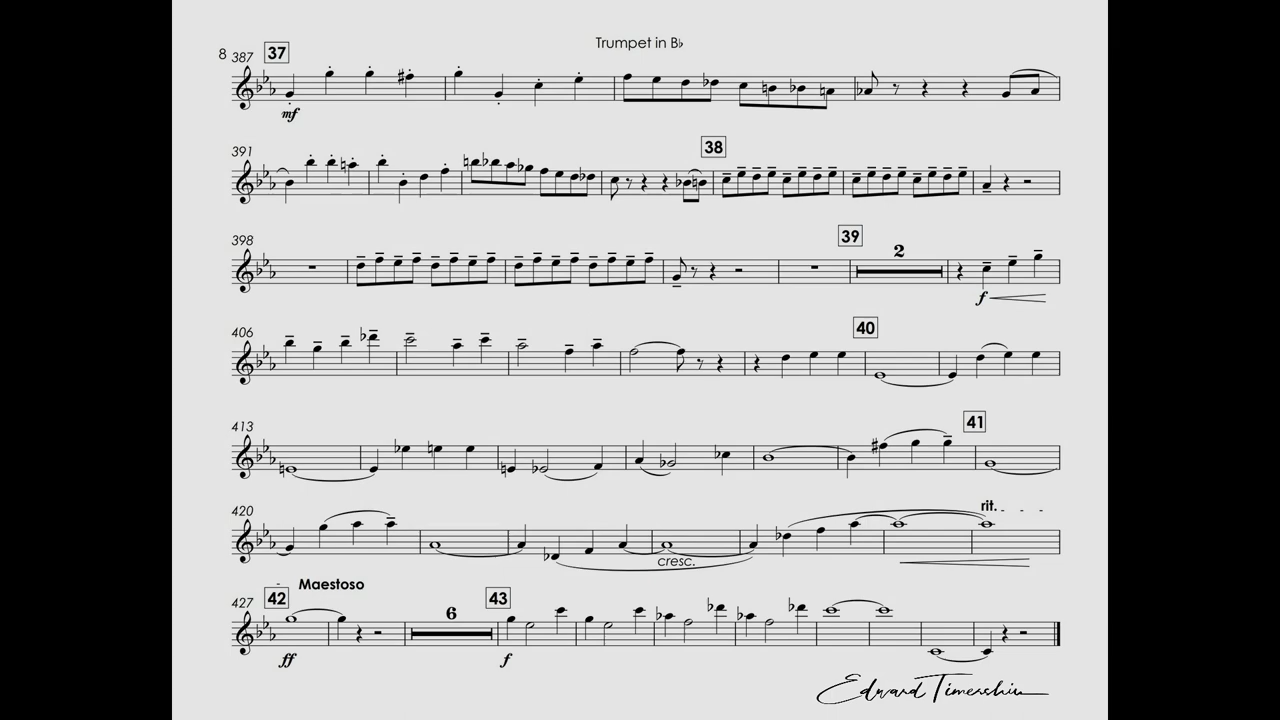 Trumpet in B♭
8 387 37
mf
391 38
398 39 2
f
406 40
413 41
420 rit.
cresc.
42 Maestoso
427 6 43
ff f
Edward Timershin